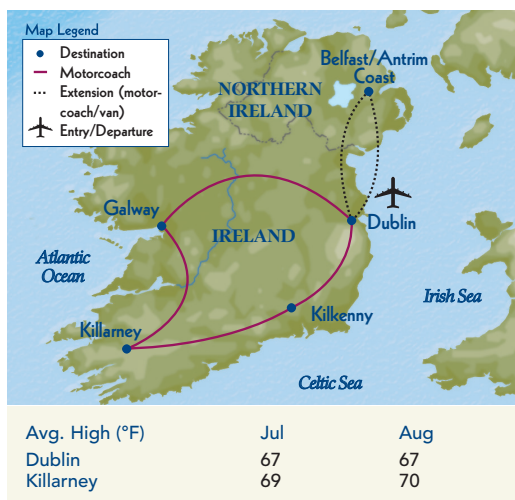 Map Legend
Destination
Motorcoach
Extension (motor-
coach/van)
Entry/Departure
Belfast/Antrim
Coast
NORTHERN
IRELAND
Galway
Dublin
IRELAND
Atlantic
Ocean
Irish Sea
Kilkenny
Killarney
Celtic Sea
Avg. High (°F) Jul Aug
Dublin 67 67
Killarney 69 70